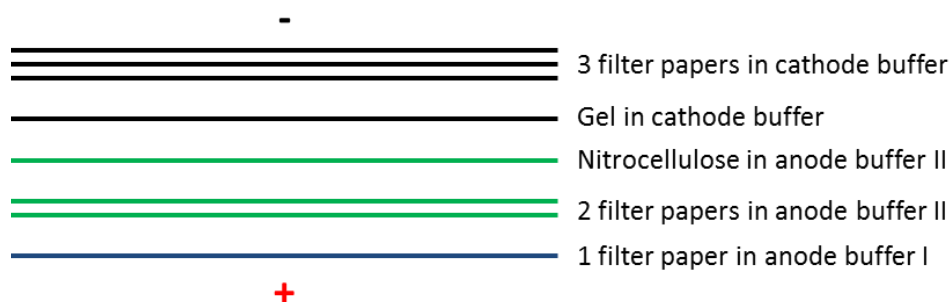 -
3 filter papers in cathode buffer
Gel in cathode buffer
Nitrocellulose in anode buffer II
2 filter papers in anode buffer II
1 filter paper in anode buffer I
+